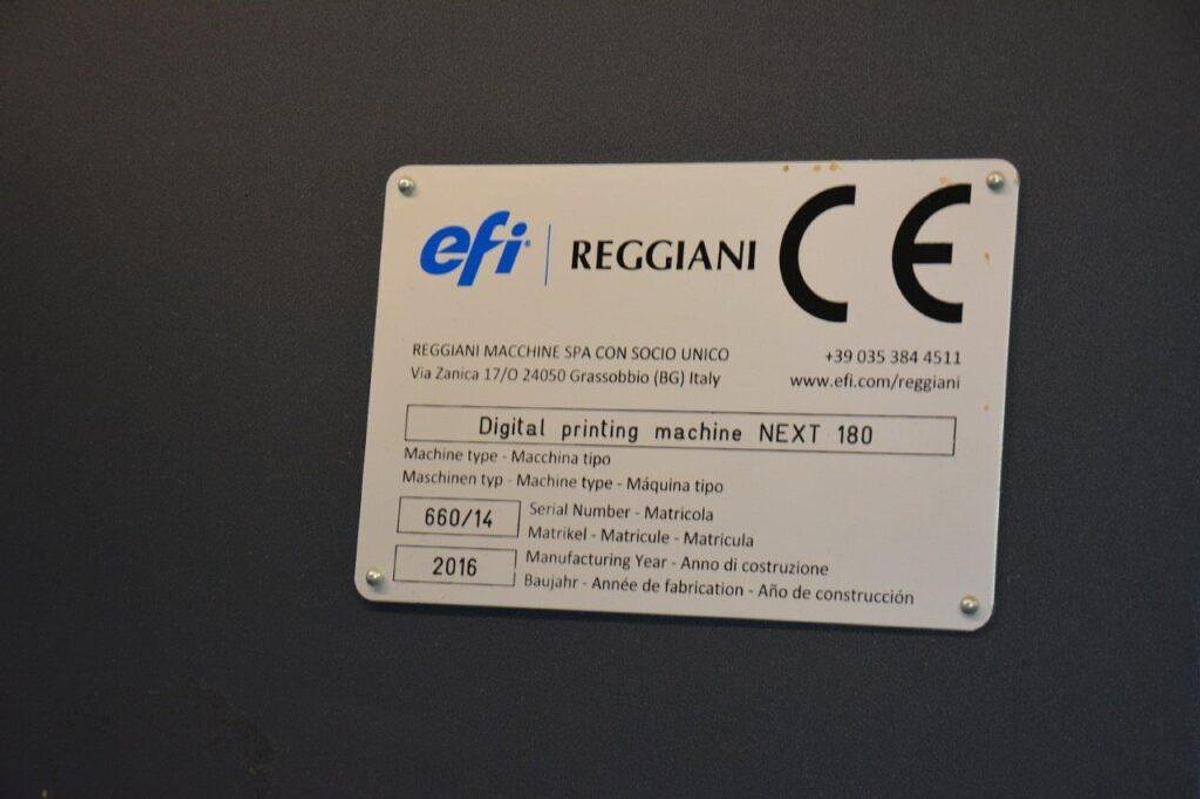 efi® | REGGIANI CE
REGGIANI MACCHINE SPA CON SOCIO UNICO +39 035 384 4511
Via Zanica 17/O 24050 Grassobbio (BG) Italy www.efi.com/reggiani
Digital printing machine NEXT 180
Machine type - Macchina tipo
Maschinen typ - Machine type - Máquina tipo
660/14 Serial Number - Matricola
Matrikel - Matricule - Matricula
2016 Manufacturing Year - Anno di costruzione
Baujahr - Année de fabrication - Año de construcción